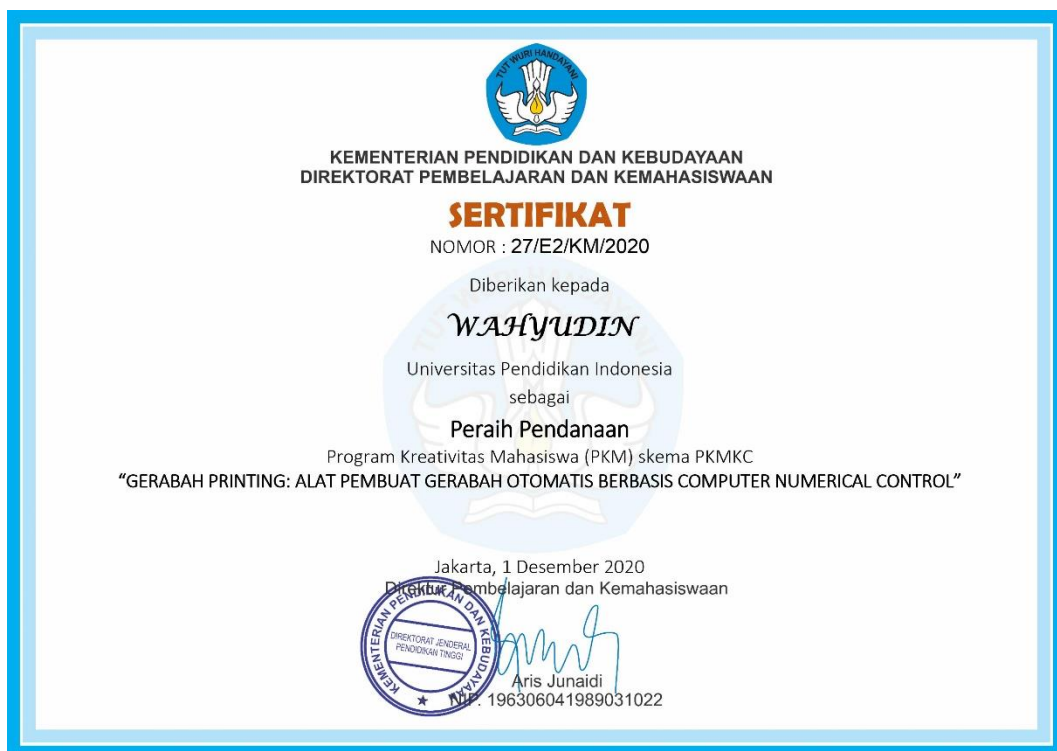 TUT WURI HANDAYANI
KEMENTERIAN PENDIDIKAN DAN KEBUDAYAAN
DIREKTORAT PEMBELAJARAN DAN KEMAHASISWAAN
SERTIFIKAT
NOMOR : 27/E2/KM/2020
Diberikan kepada
WAHYUDIN
Universitas Pendidikan Indonesia
sebagai
Peraih Pendanaan
Program Kreativitas Mahasiswa (PKM) skema PKMKC
“GERABAH PRINTING: ALAT PEMBUAT GERABAH OTOMATIS BERBASIS COMPUTER NUMERICAL CONTROL”
Jakarta, 1 Desember 2020
Direktur Pembelajaran dan Kemahasiswaan
KEMENTERIAN PENDIDIKAN DAN KEBUDAYAAN
DIREKTORAT JENDERAL
PENDIDIKAN TINGGI
Aris Junaidi
NIP. 196306041989031022